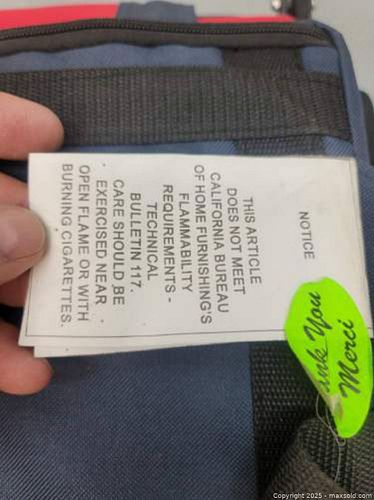 NOTICE
THIS ARTICLE
DOES NOT MEET
CALIFORNIA BUREAU
OF HOME FURNISHING'S
FLAMMABILITY
REQUIREMENTS -
TECHNICAL
BULLETIN 117.
CARE SHOULD BE
EXERCISED NEAR
OPEN FLAME OR WITH
BURNING CIGARETTES.
Merci
Copyright 2025 - maxsold.com